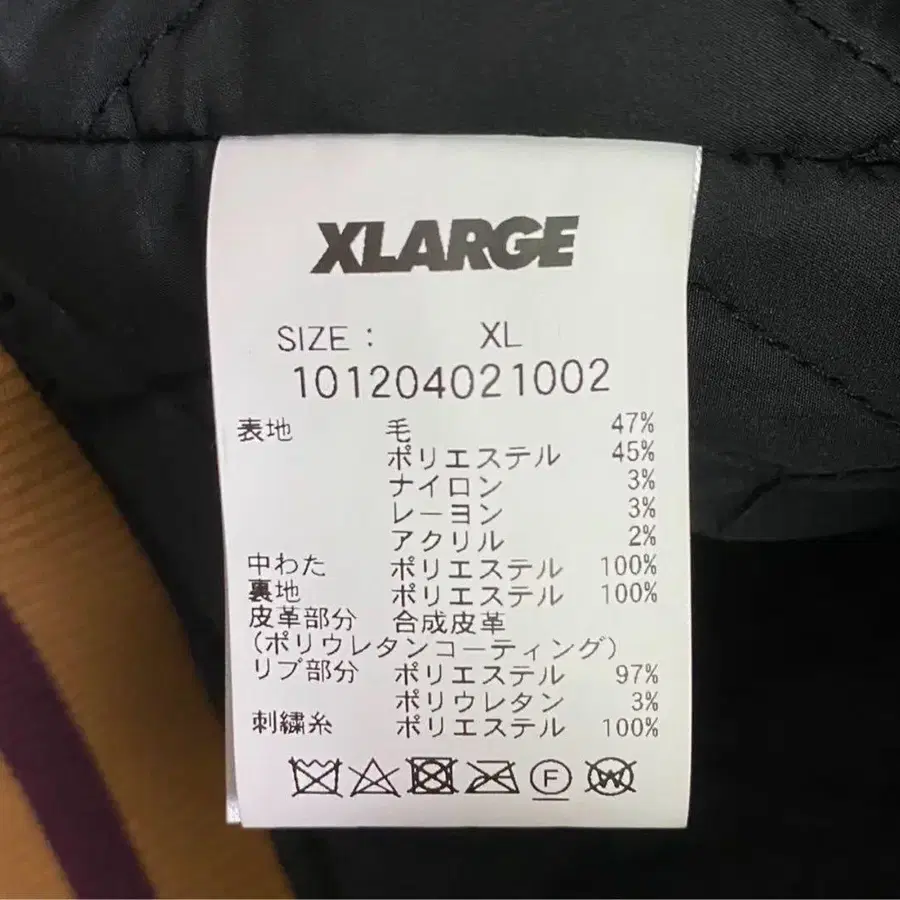 XLARGE
SIZE : XL
101204021002
表地 毛 47%
ポリエステル 45%
ナイロン 3%
レーヨン 3%
アクリル 2%
中わた ポリエステル 100%
裏地 ポリエステル 100%
皮革部分 合成皮革
(ポリウレタンコーティング)
リブ部分 ポリエステル 97%
ポリウレタン 3%
刺繍糸 ポリエステル 100%
F W